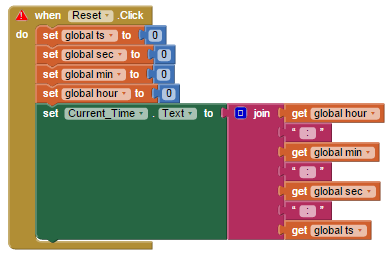 when Reset .Click
do set global ts to 0
set global sec to 0
set global min to 0
set global hour to 0
set Current_Time . Text to join get global hour
" : "
get global min
" : "
get global sec
" : "
get global ts